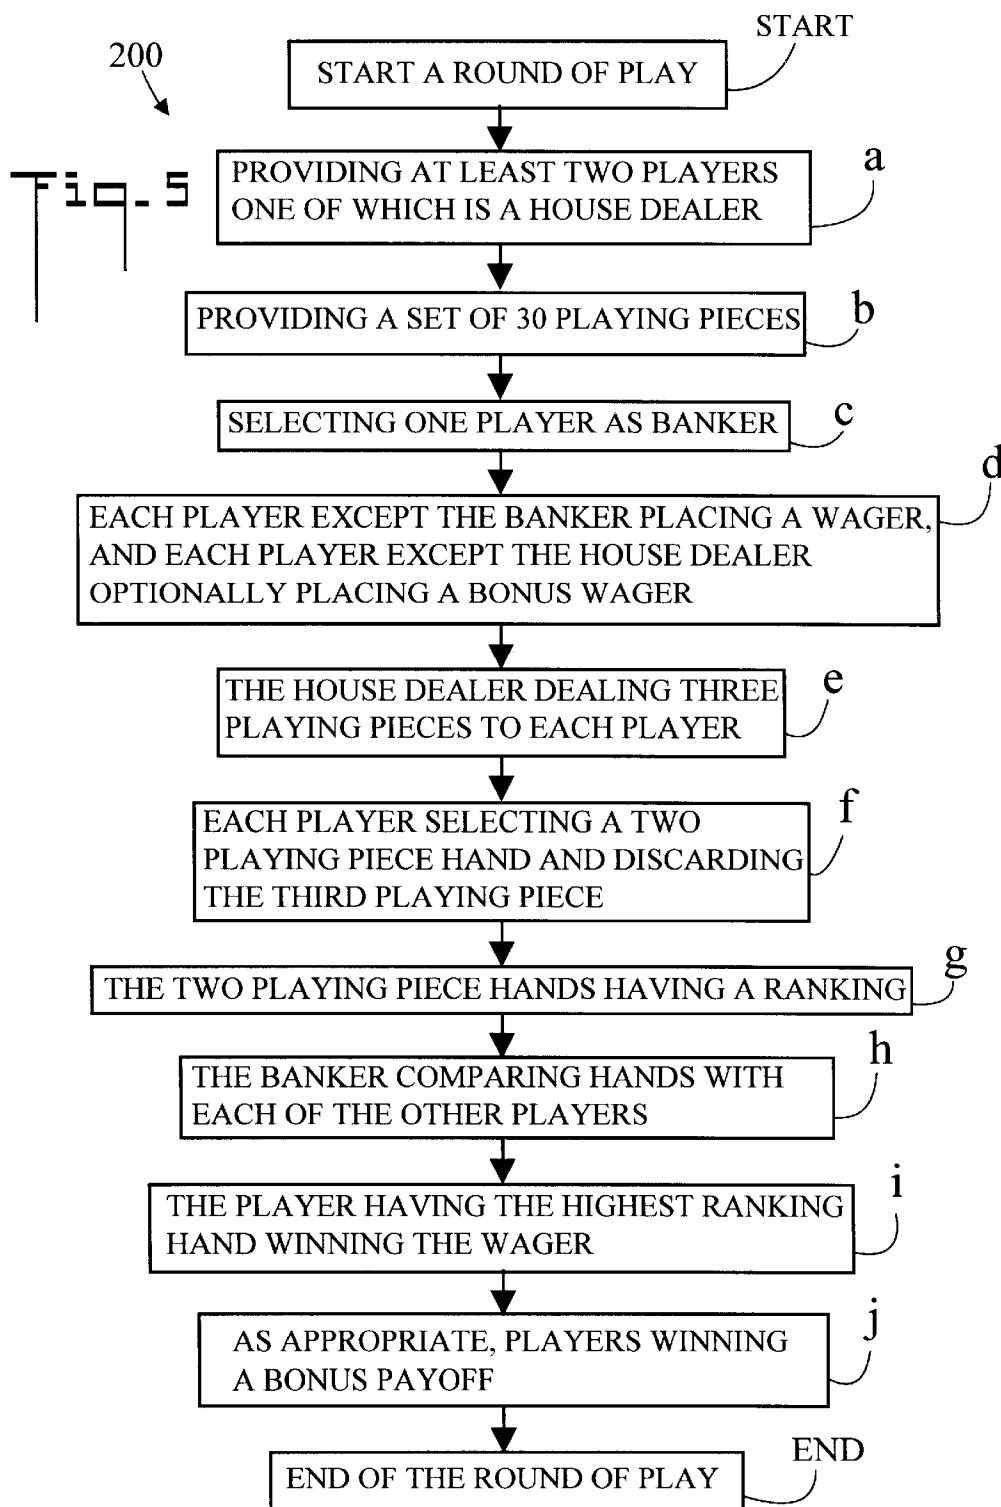 START
200
START A ROUND OF PLAY
Fig. 5
a
PROVIDING AT LEAST TWO PLAYERS
ONE OF WHICH IS A HOUSE DEALER
b
PROVIDING A SET OF 30 PLAYING PIECES
c
SELECTING ONE PLAYER AS BANKER
d
EACH PLAYER EXCEPT THE BANKER PLACING A WAGER,
AND EACH PLAYER EXCEPT THE HOUSE DEALER
OPTIONALLY PLACING A BONUS WAGER
e
THE HOUSE DEALER DEALING THREE
PLAYING PIECES TO EACH PLAYER
f
EACH PLAYER SELECTING A TWO
PLAYING PIECE HAND AND DISCARDING
THE THIRD PLAYING PIECE
g
THE TWO PLAYING PIECE HANDS HAVING A RANKING
h
THE BANKER COMPARING HANDS WITH
EACH OF THE OTHER PLAYERS
i
THE PLAYER HAVING THE HIGHEST RANKING
HAND WINNING THE WAGER
j
AS APPROPRIATE, PLAYERS WINNING
A BONUS PAYOFF
END
END OF THE ROUND OF PLAY